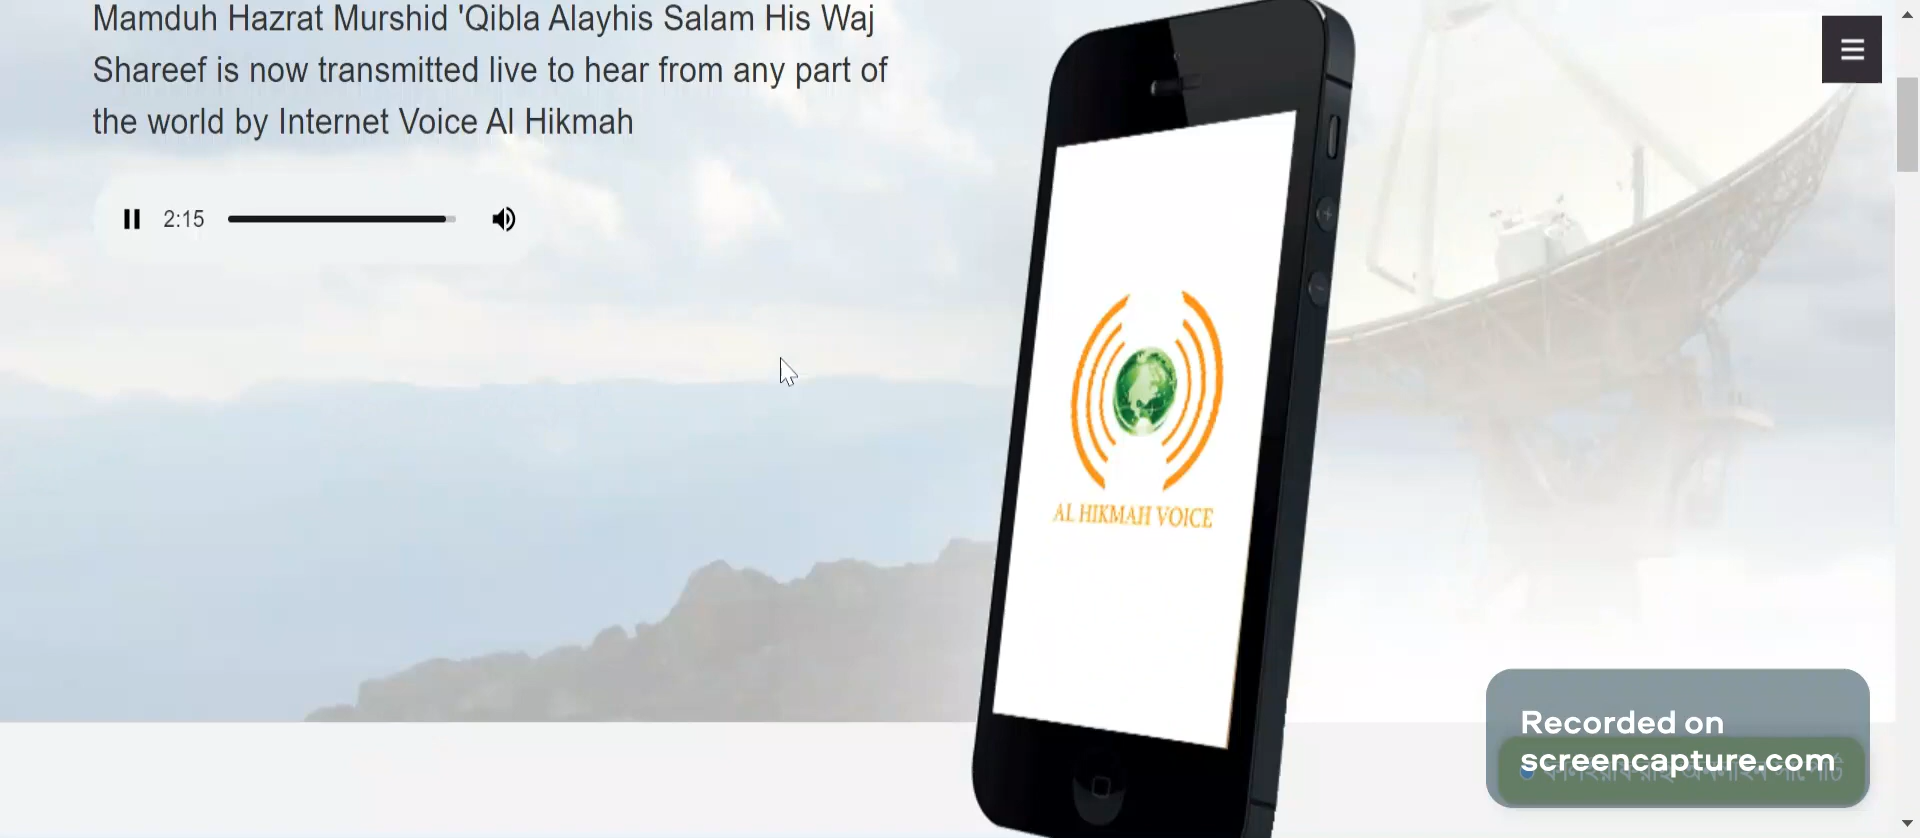 Mamduh Hazrat Murshid 'Qibla Alayhis Salam His Waj
Shareef is now transmitted live to hear from any part of
the world by Internet Voice Al Hikmah
2:15
AL HIKMAH VOICE
Recorded on
screencapture.com